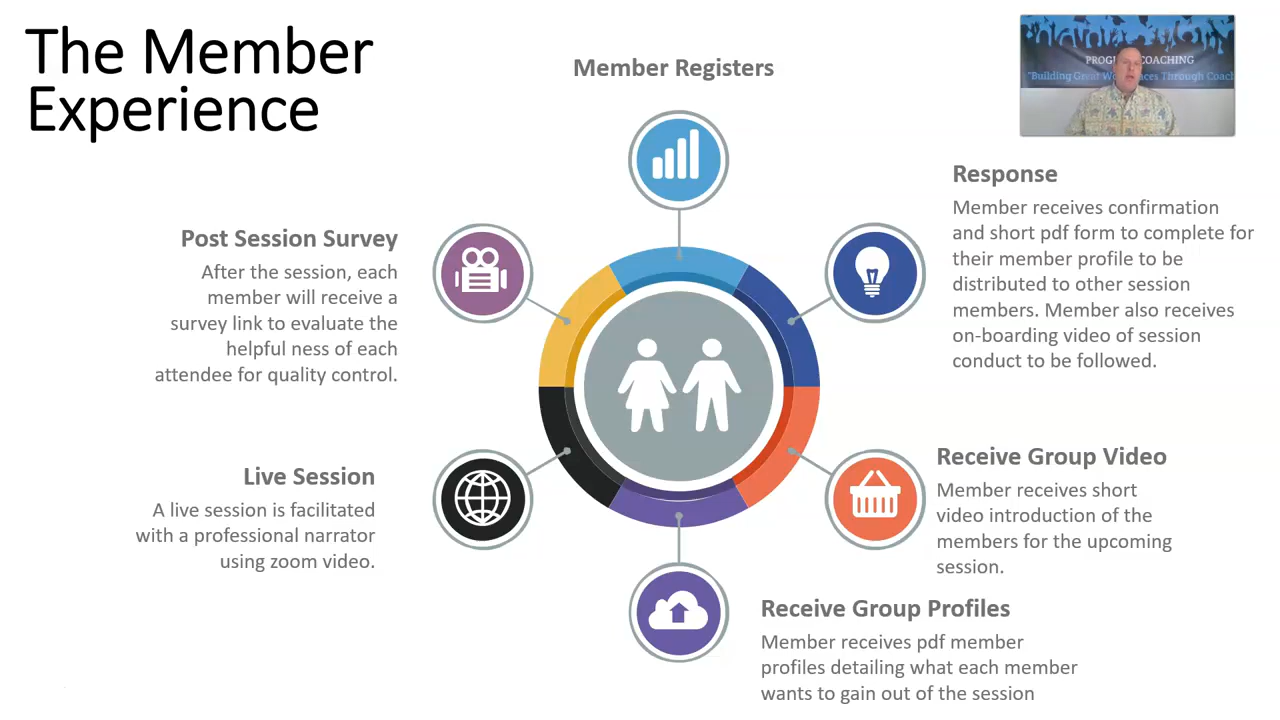 The Member
Experience
Member Registers
"Building Great
Through Coach
COACHING
Response
Member receives confirmation
and short pdf form to complete for
their member profile to be
distributed to other session
members. Member also receives
on-boarding video of session
conduct to be followed.
Receive Group Video
Member receives short
video introduction of the
members for the upcoming
session.
Receive Group Profiles
Member receives pdf member
profiles detailing what each member
wants to gain out of the session
Live Session
A live session is facilitated
with a professional narrator
using zoom video.
Post Session Survey
After the session, each
member will receive a
survey link to evaluate the
helpful ness of each
attendee for quality control.